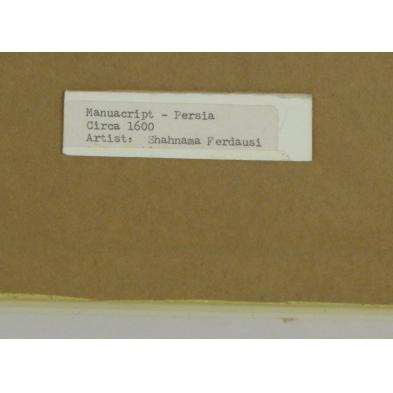 Manuacript - Persia
Circa 1600
Artist: Shahnama Ferdausi